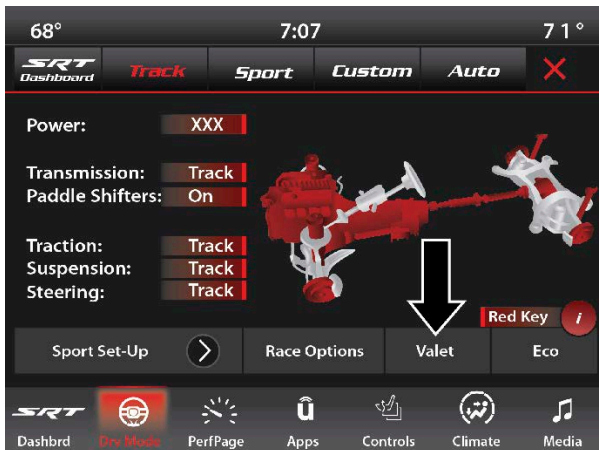 68° 7:07 71°
SRT Dashboard Track Sport Custom Auto X
Power: XXX
Transmission: Track
Paddle Shifters: On
Traction: Track
Suspension: Track
Steering: Track
Red Key i
Sport Set-Up > Race Options Valet Eco
SRT û
Dashbrd Drv Mode PerfPage Apps Controls Climate Media